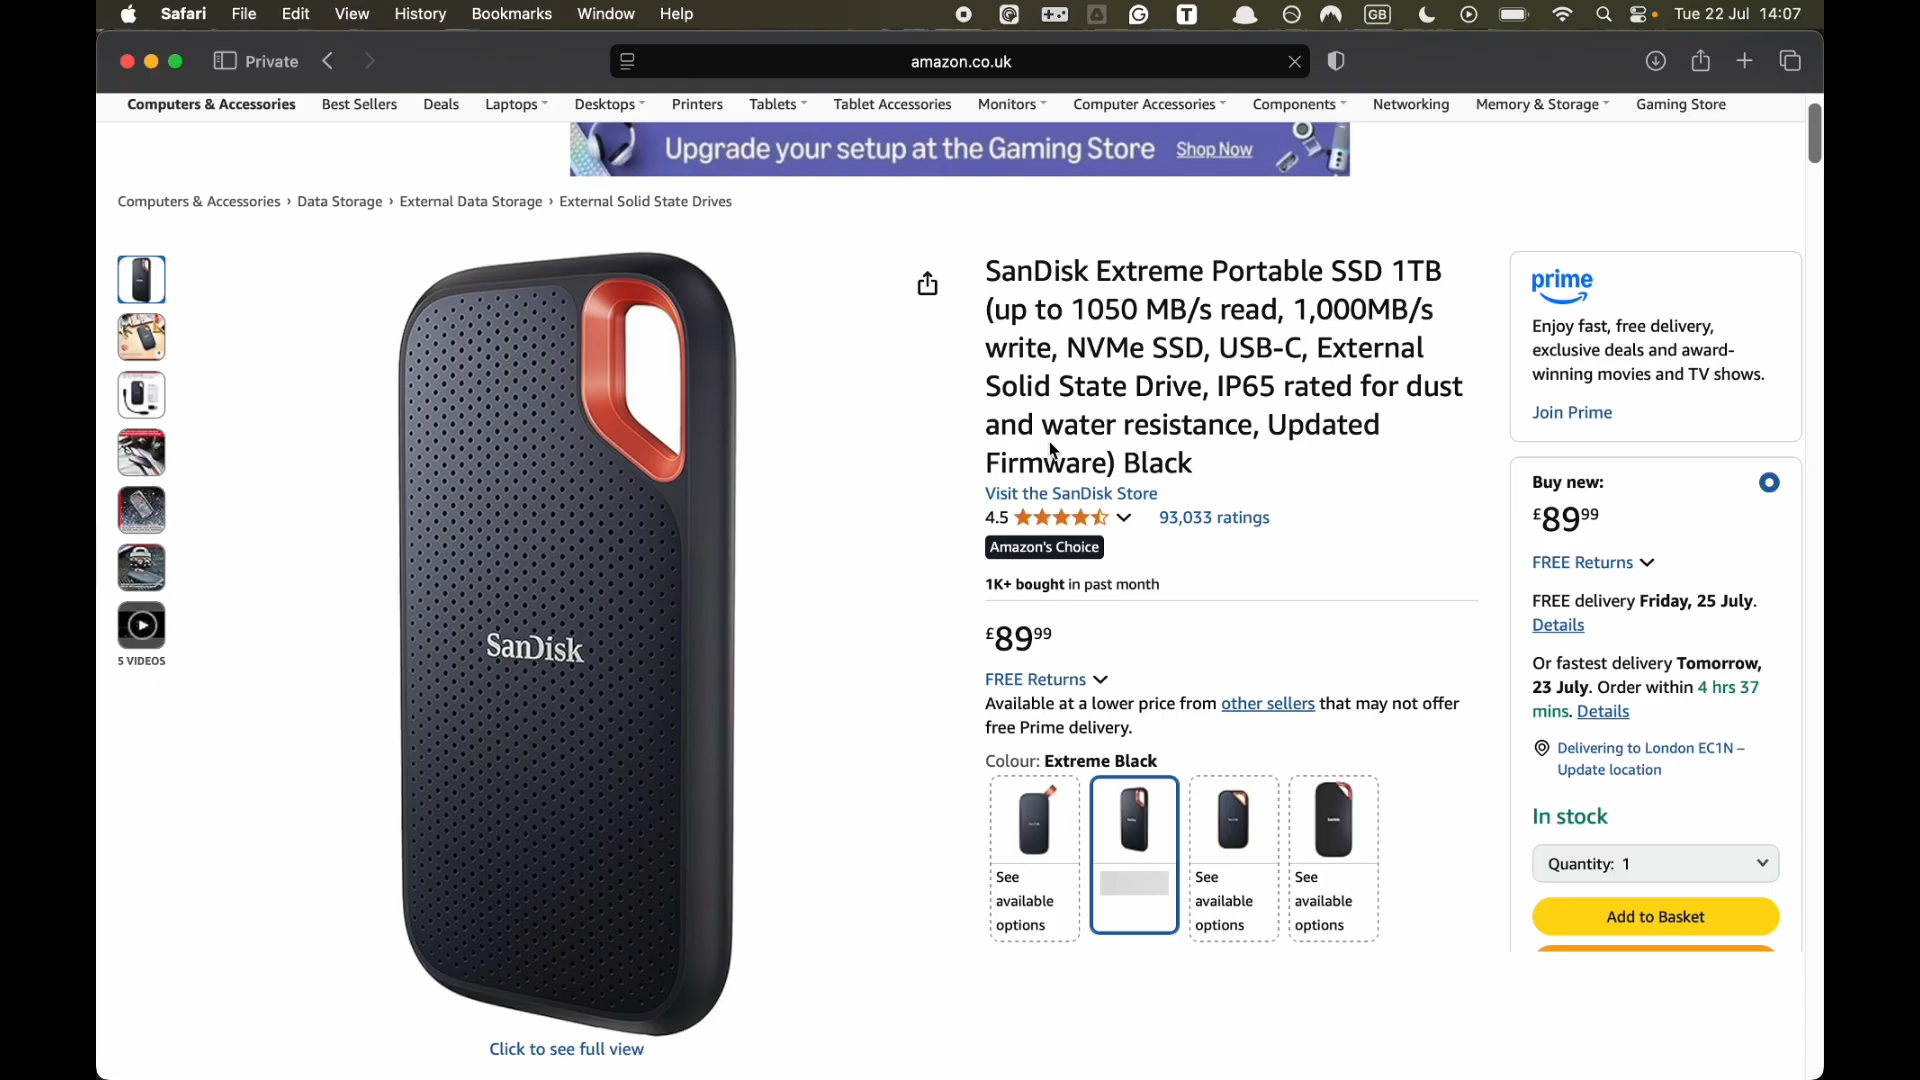 Safari File Edit View History Bookmarks Window Help GB Tue 22 Jul 14:07
Private amazon.co.uk
Computers & Accessories Best Sellers Deals Laptops Desktops Printers Tablets Tablet Accessories Monitors Computer Accessories Components Networking Memory & Storage Gaming Store
Upgrade your setup at the Gaming Store Shop Now
Computers & Accessories › Data Storage › External Data Storage › External Solid State Drives
5 VIDEOS
SanDisk
Click to see full view
SanDisk Extreme Portable SSD 1TB
(up to 1050 MB/s read, 1,000MB/s
write, NVMe SSD, USB-C, External
Solid State Drive, IP65 rated for dust
and water resistance, Updated
Firmware) Black
Visit the SanDisk Store
4.5 93,033 ratings
Amazon's Choice
1K+ bought in past month
£8999
FREE Returns
Available at a lower price from other sellers that may not offer
free Prime delivery.
Colour: Extreme Black
See
available
options
See
available
options
See
available
options
prime
Enjoy fast, free delivery,
exclusive deals and award-
winning movies and TV shows.
Join Prime
Buy new:
£8999
FREE Returns
FREE delivery Friday, 25 July.
Details
Or fastest delivery Tomorrow,
23 July. Order within 4 hrs 37
mins. Details
Delivering to London EC1N –
Update location
In stock
Quantity: 1
Add to Basket